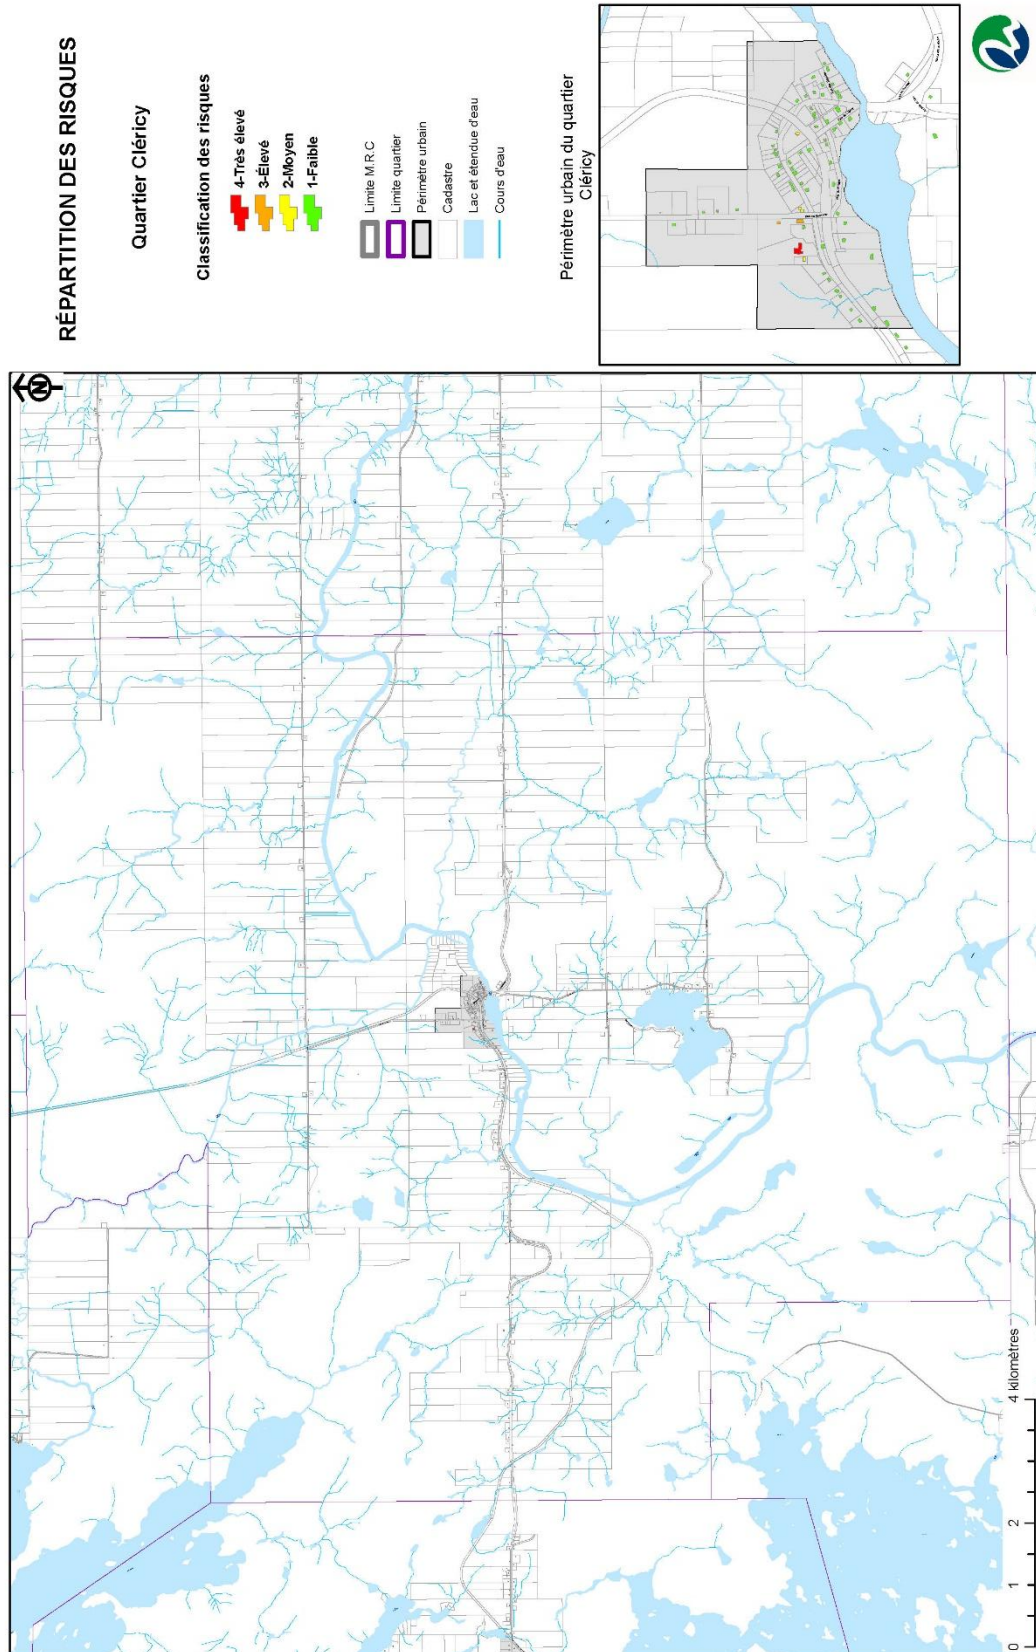 RÉPARTITION DES RISQUES
Quartier Cléricy
Classification des risques
4-Très élevé
3-Élevé
2-Moyen
1-Faible
Limite M.R.C
Limite quartier
Périmètre urbain
Cadastre
Lac et étendue d'eau
Cours d'eau
Périmètre urbain du quartier
Cléricy
N
0
1
2
4 kilomètres